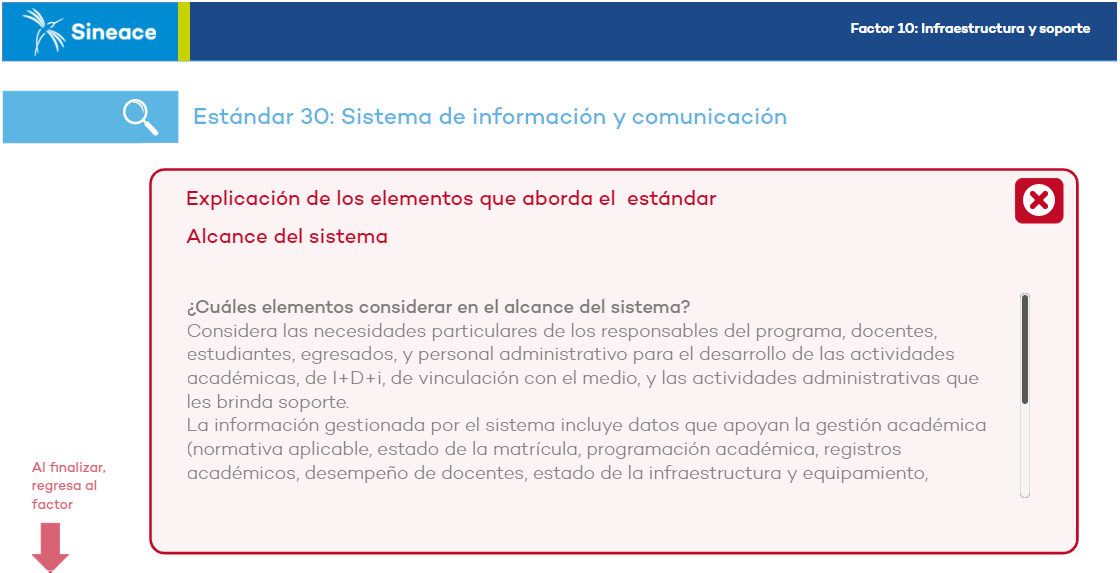 Sineace
Factor 10: Infraestructura y soporte
Estándar 30: Sistema de información y comunicación
Explicación de los elementos que aborda el  estándar
Alcance del sistema
¿Cuáles elementos considerar en el alcance del sistema?
Considera las necesidades particulares de los responsables del programa, docentes,
estudiantes, egresados, y personal administrativo para el desarrollo de las actividades
académicas, de I+D+i, de vinculación con el medio, y las actividades administrativas que
les brinda soporte.
La información gestionada por el sistema incluye datos que apoyan la gestión académica
(normativa aplicable, estado de la matrícula, programación académica, registros
académicos, desempeño de docentes, estado de la infraestructura y equipamiento,
Al finalizar,
regresa al
factor